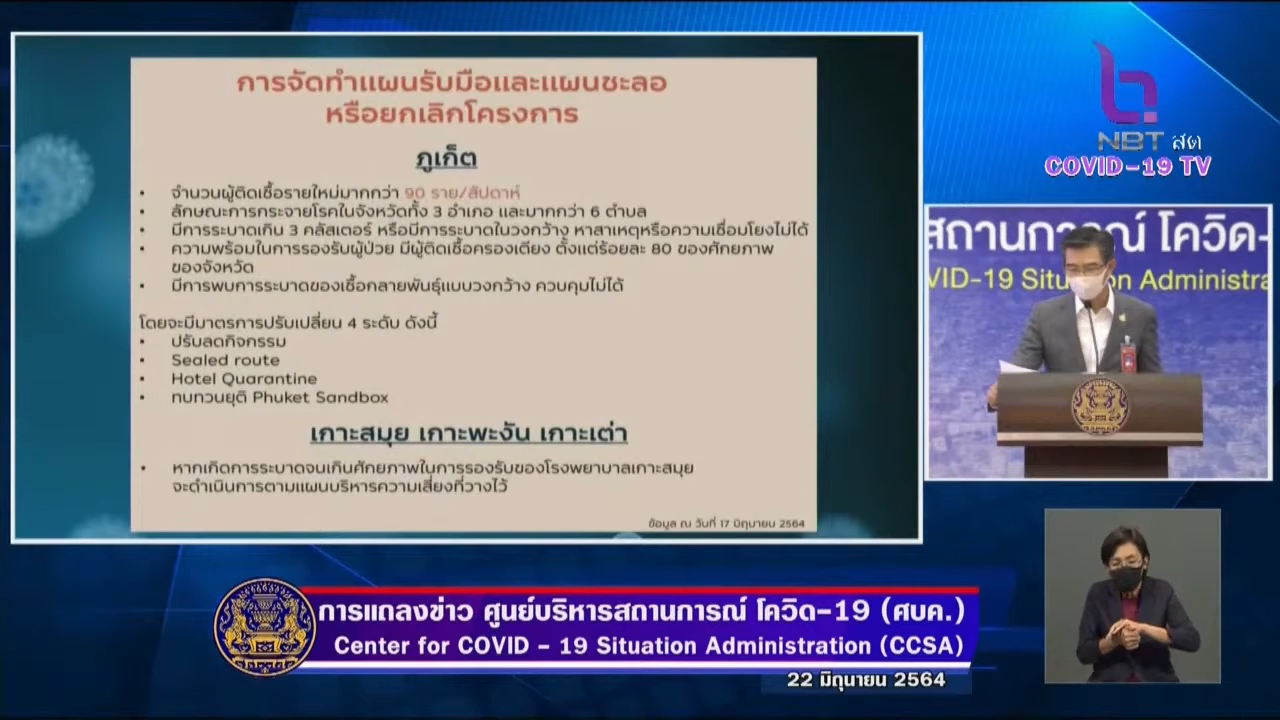 การจัดทำแผนรับมือและแผนชะลอ
หรือยกเลิกโครงการ
ภูเก็ต
• จำนวนผู้ติดเชื้อรายใหม่มากกว่า 90 ราย/สัปดาห์
• ลักษณะการกระจายโรคในจังหวัดทั้ง 3 อำเภอ และมากกว่า 6 ตำบล
• มีการระบาดเกิน 3 คลัสเตอร์ หรือมีการระบาดในวงกว้าง หาสาเหตุหรือความเชื่อมโยงไม่ได้
• ความพร้อมในการรองรับผู้ป่วย มีผู้ติดเชื้อครองเตียง ตั้งแต่ร้อยละ 80 ของศักยภาพ
ของจังหวัด
• มีการพบการระบาดของเชื้อกลายพันธุ์แบบวงกว้าง ควบคุมไม่ได้
โดยจะมีมาตรการปรับเปลี่ยน 4 ระดับ ดังนี้
• ปรับลดกิจกรรม
• Sealed route
• Hotel Quarantine
• ทบทวนยุติ Phuket Sandbox
เกาะสมุย เกาะพะงัน เกาะเต่า
• หากเกิดการระบาดจนเกินศักยภาพในการรองรับของโรงพยาบาลเกาะสมุย
จะดำเนินการตามแผนบริหารความเสี่ยงที่วางไว้
ข้อมูล ณ วันที่ 17 มิถุนายน 2564
NBT สด
COVID-19 TV
สถานการณ์ โควิด-
VID-19 Situation Administra
การแถลงข่าว ศูนย์บริหารสถานการณ์ โควิด-19 (ศบค.)
Center for COVID - 19 Situation Administration (CCSA)
22 มิถุนายน 2564